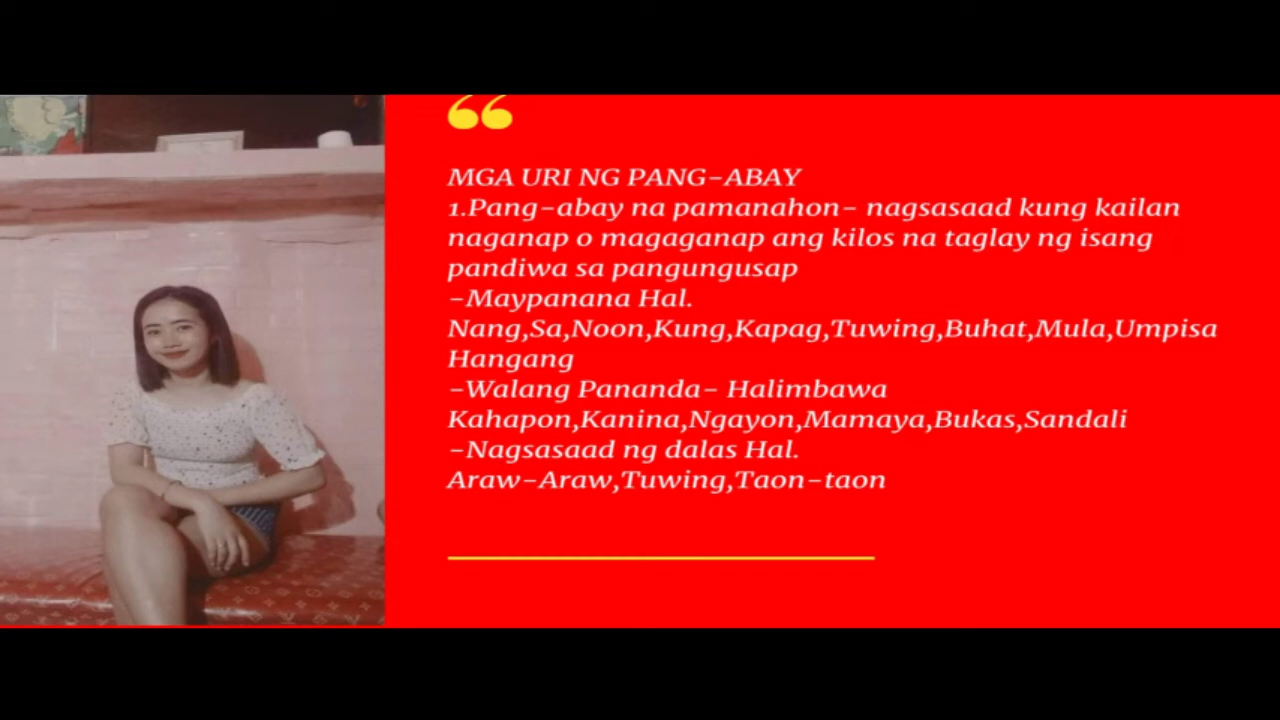 MGA URI NG PANG-ABAY
1.Pang-abay na pamanahon- nagsasaad kung kailan
naganap o magaganap ang kilos na taglay ng isang
pandiwa sa pangungusap
-Maypanana Hal.
Nang,Sa,Noon,Kung,Kapag,Tuwing,Buhat,Mula,Umpisa
Hangang
-Walang Pananda- Halimbawa
Kahapon,Kanina,Ngayon,Mamaya,Bukas,Sandali
-Nagsasaad ng dalas Hal.
Araw-Araw,Tuwing,Taon-taon